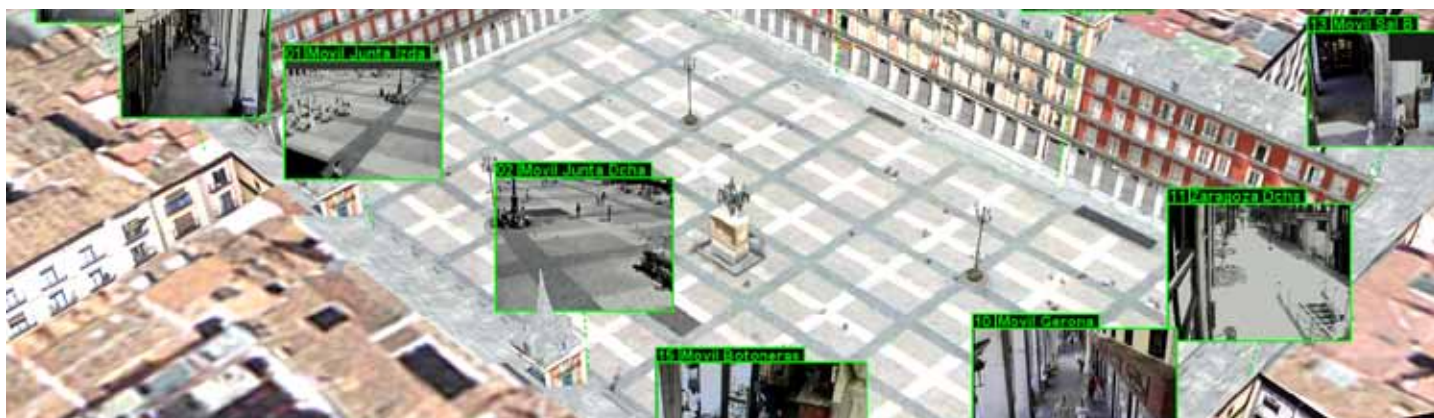 01 Movil Junta Izda
13 Movil Sal B
02 Movil Junta Dcha
11 Zaragoza Dcha
10 Movil Gerona
15 Movil Botoneras